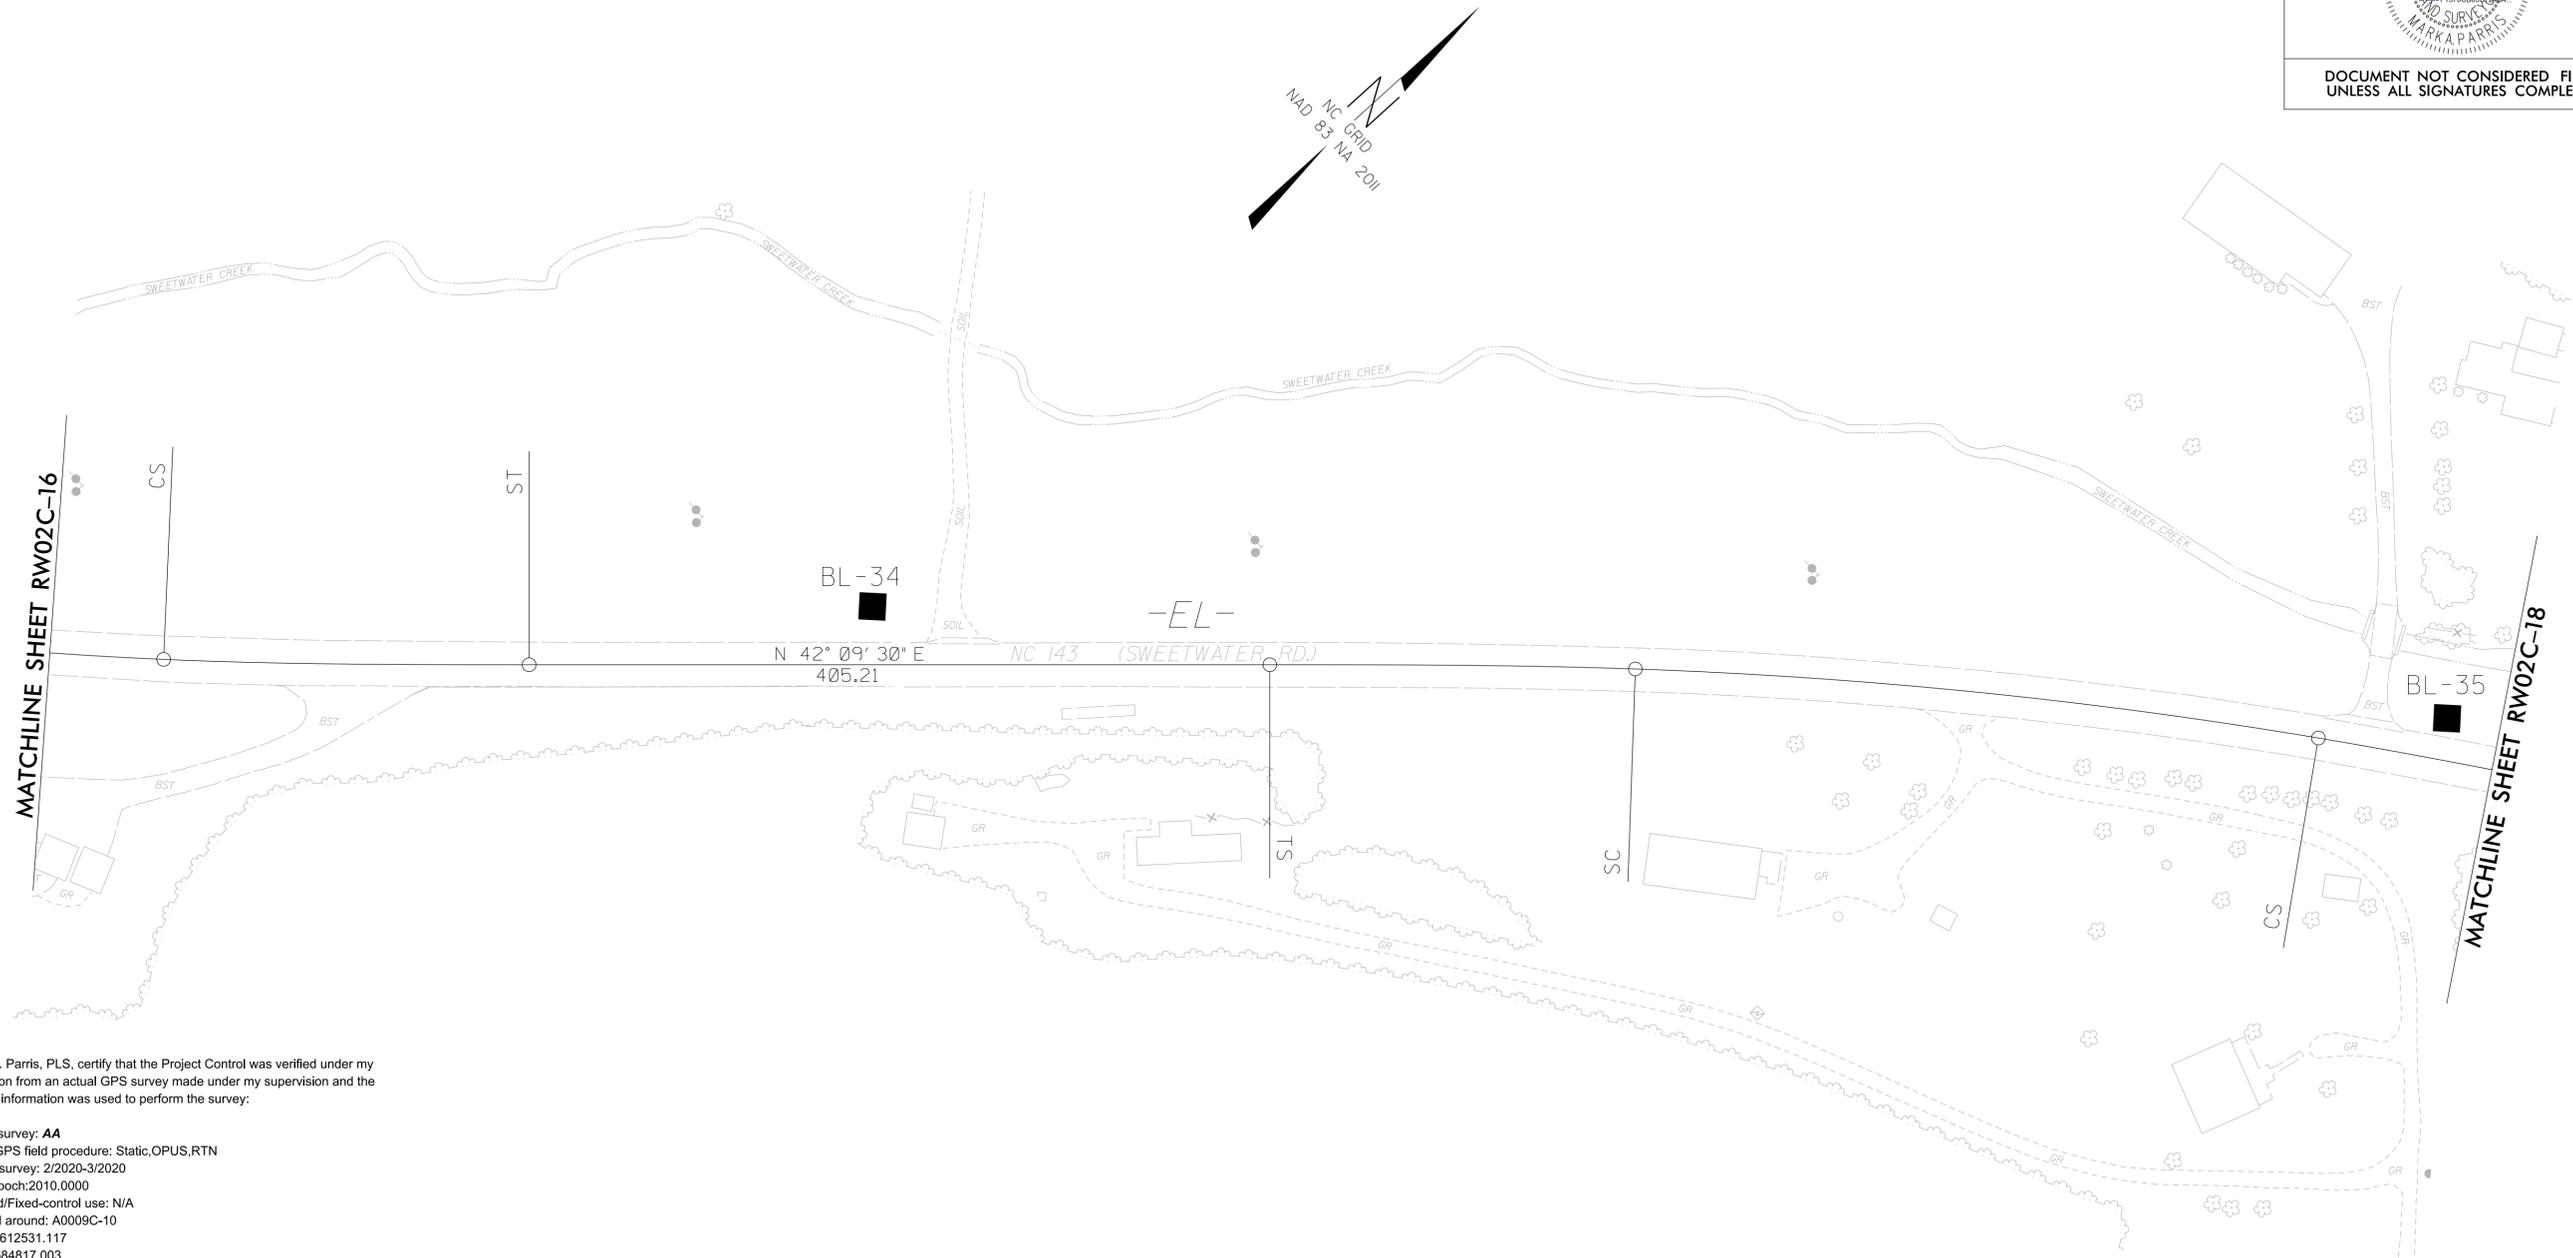 AND SURVEYO
MARK A. PARRIS
DOCUMENT NOT CONSIDERED FI
UNLESS ALL SIGNATURES COMPLE
NC GRID
NAD 83 NA 2011
SWEETWATER CREEK
SWEETWATER CREEK
SOIL
SWEETWATER CREEK
BST
MATCHLINE SHEET RW02C-16
CS
ST
SOIL
BST
SWEETWATER CREEK
BL-34
-EL-
SOIL
N 42° 09' 30" E
405.21
NC 143 (SWEETWATER RD.)
BL-35
MATCHLINE SHEET RW02C-18
BST
BST
BST
GR
GR
GR
GR
GR
TS
SC
GR
GR
CS
GR
GR
GR
GR
GR
GR
. Parris, PLS, certify that the Project Control was verified under my
on from an actual GPS survey made under my supervision and the
information was used to perform the survey:
survey: AA
GPS field procedure: Static,OPUS,RTN
survey: 2/2020-3/2020
poch:2010.0000
d/Fixed-control use: N/A
d around: A0009C-10
612531.117
584817.003